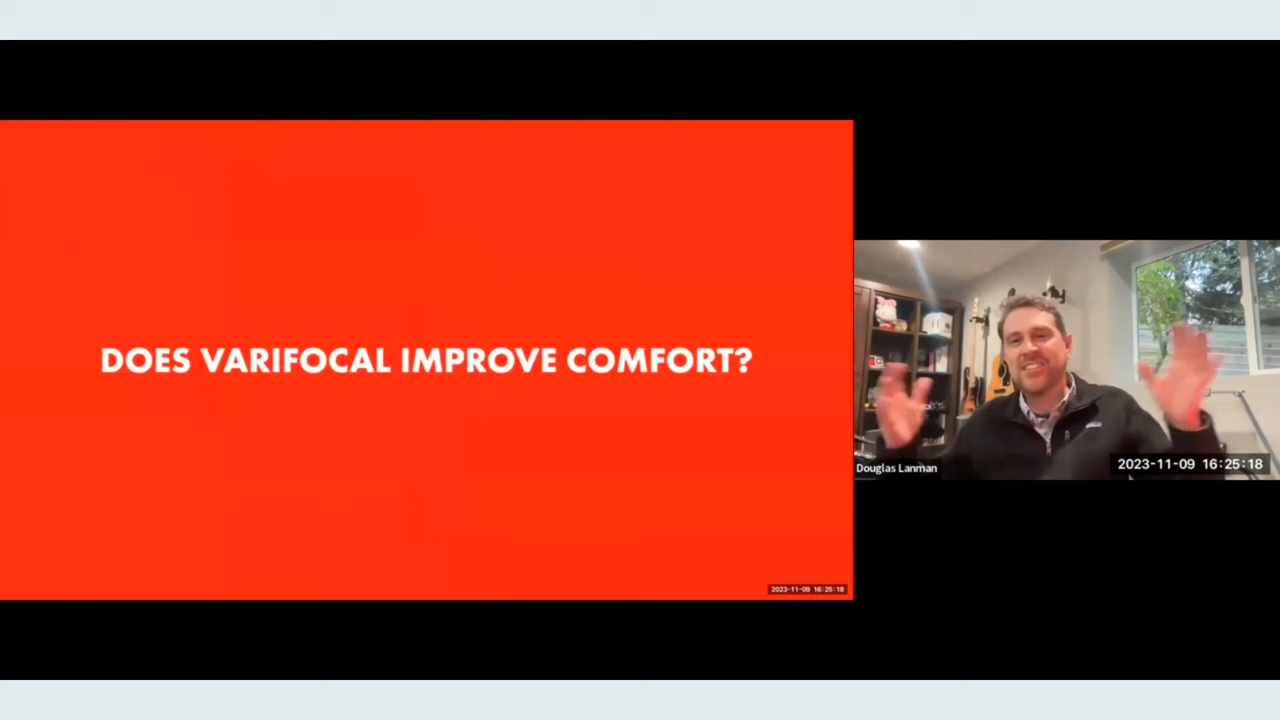 DOES VARIFOCAL IMPROVE COMFORT?
2023-11-09 16:25:18
Douglas Lanman
2023-11-09 16:25:18